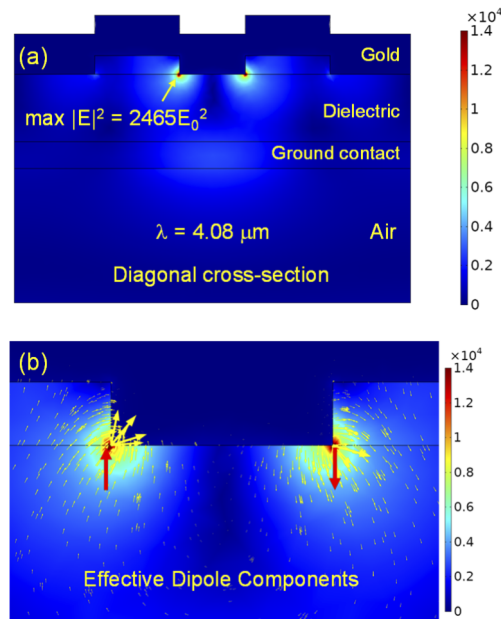 (a)
Gold
Dielectric
max |E|² = 2465E₀²
Ground contact
λ = 4.08 μm
Air
Diagonal cross-section
×10⁴
1.4
1.2
1
0.8
0.6
0.4
0.2
0
(b)
Effective Dipole Components
×10⁴
1.4
1.2
1
0.8
0.6
0.4
0.2
0